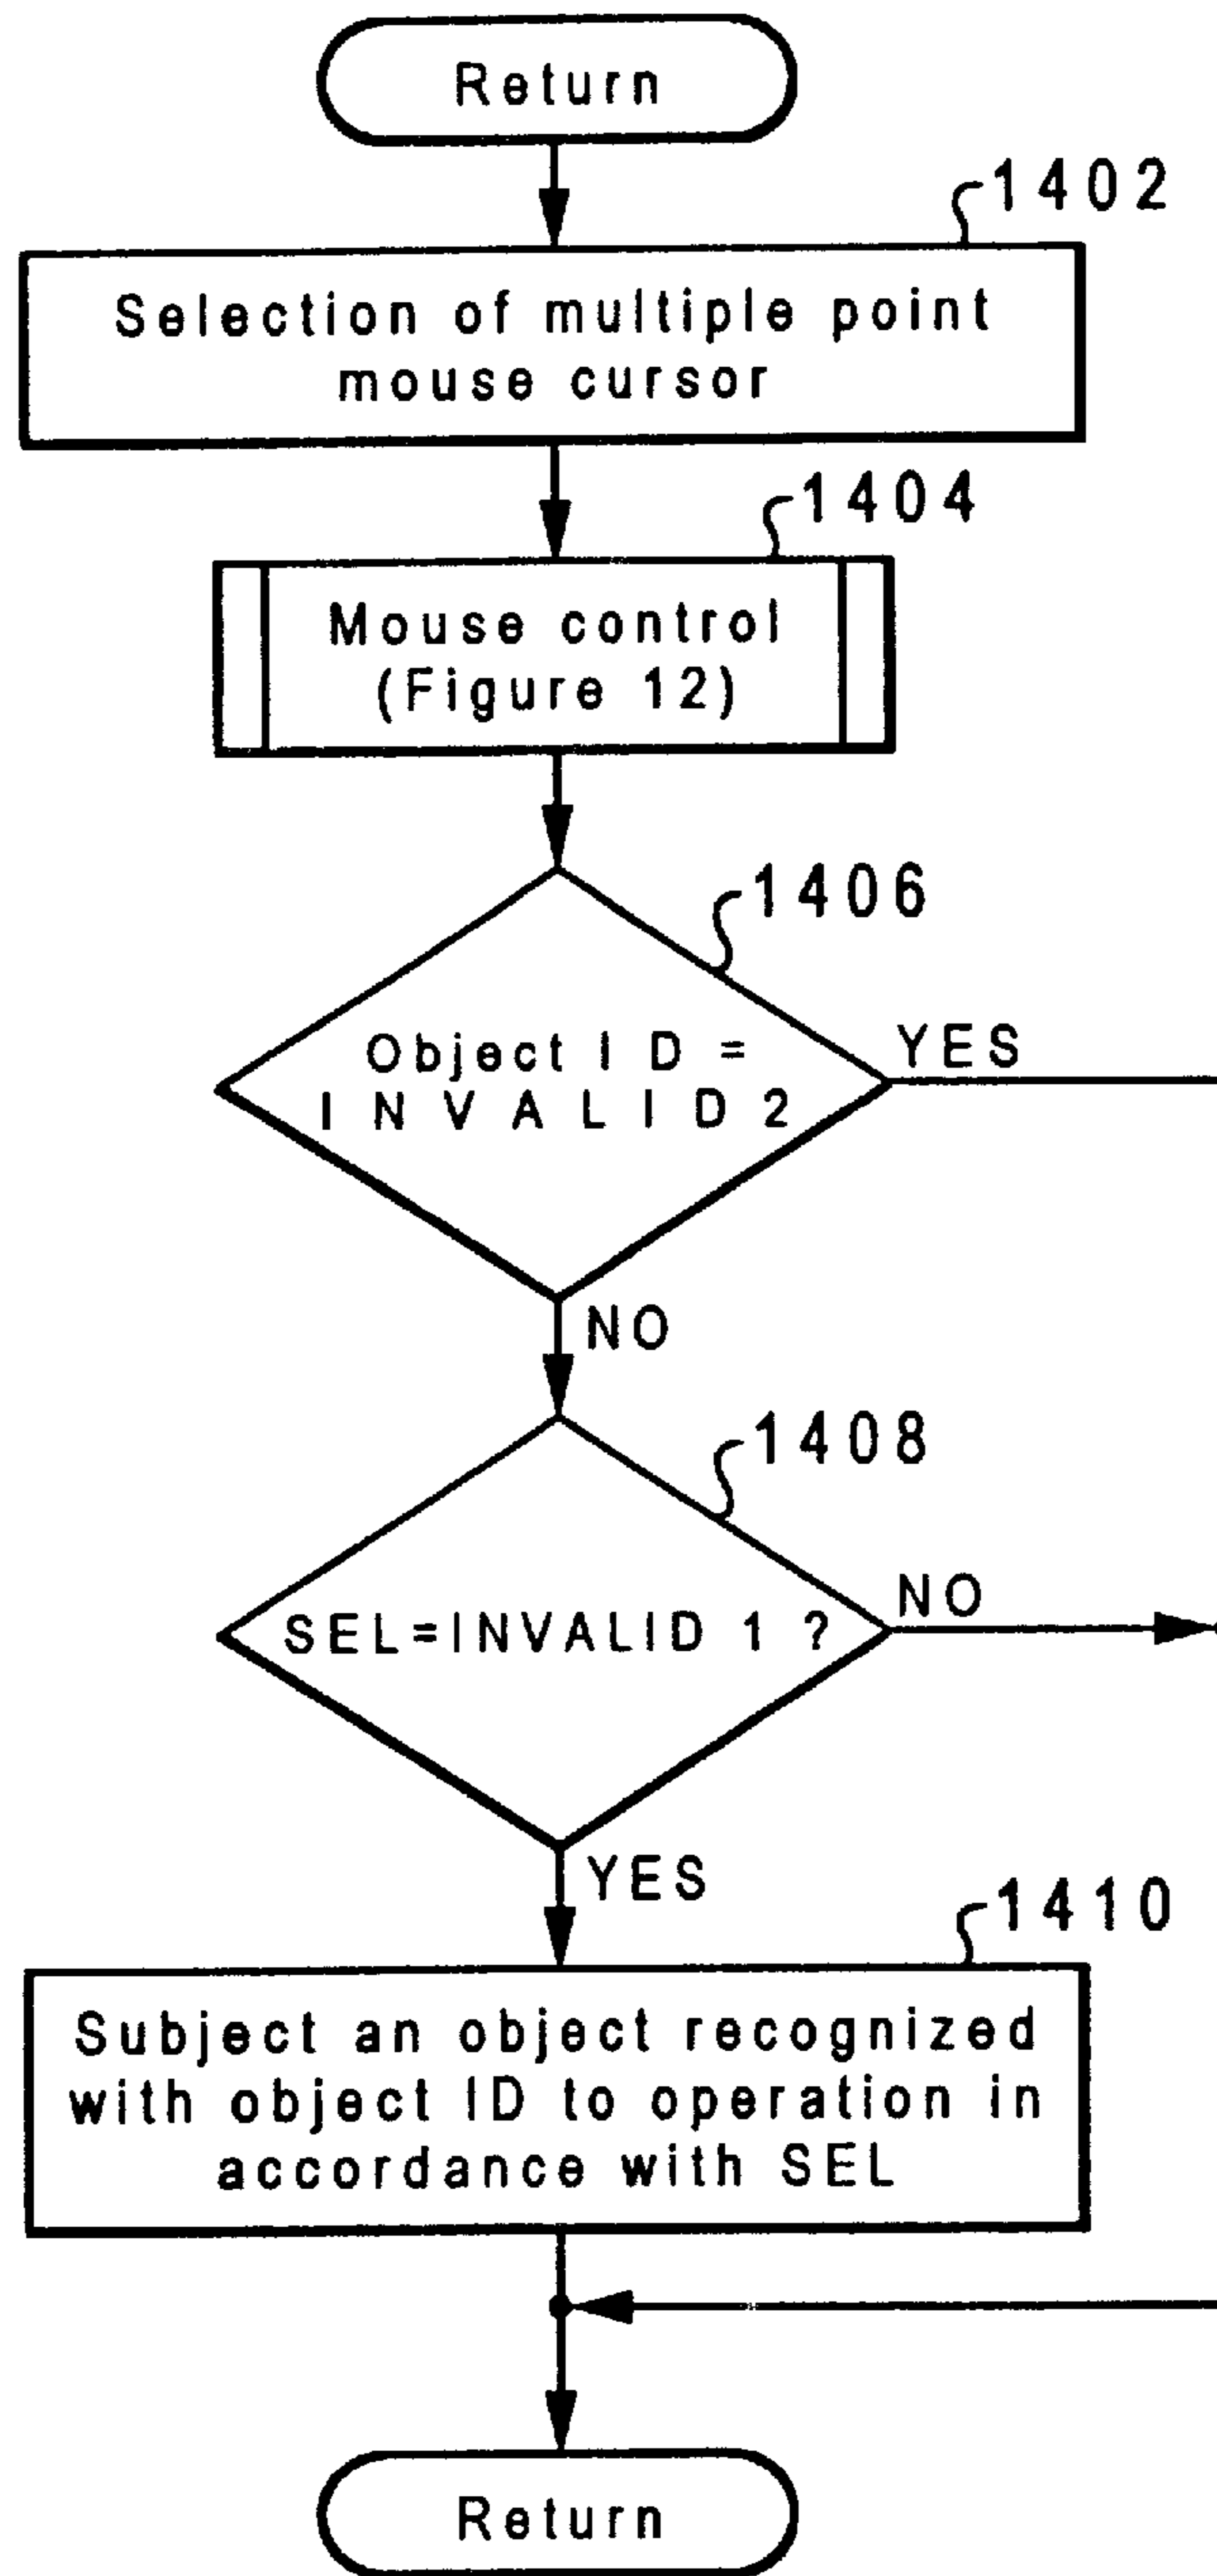 Return
1402
Selection of multiple point
mouse cursor
1404
Mouse control
(Figure 12)
1406
Object ID =
INVALID2
YES
NO
1408
SEL=INVALID 1 ?
NO
YES
1410
Subject an object recognized
with object ID to operation in
accordance with SEL
Return